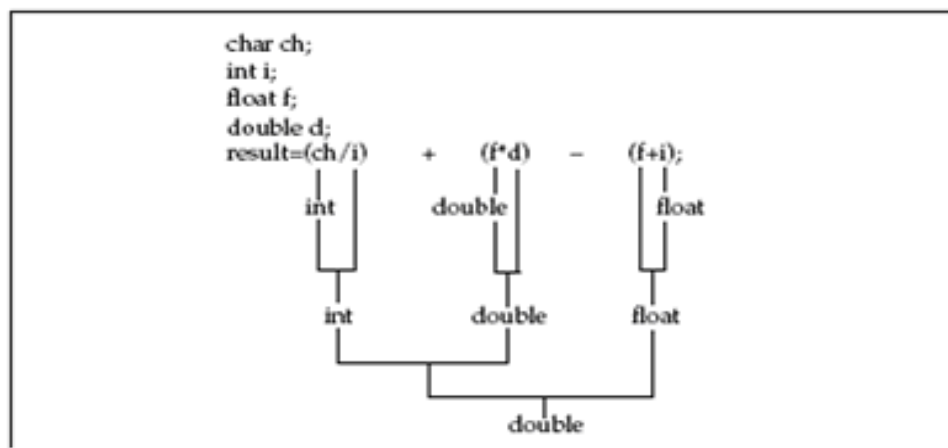 char ch;
int i;
float f;
double d;
result=(ch/i) + (f*d) – (f+i);
int double float
int double float
double